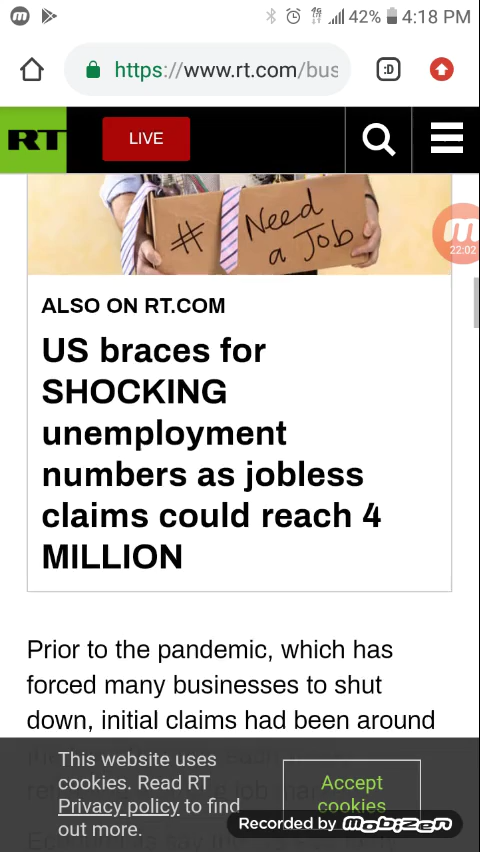 42% 4:18 PM
https://www.rt.com/bus
:D
RT LIVE
# Need
a Job
22:02
ALSO ON RT.COM
US braces for
SHOCKING
unemployment
numbers as jobless
claims could reach 4
MILLION
Prior to the pandemic, which has
forced many businesses to shut
down, initial claims had been around
This website uses
cookies. Read RT
Privacy policy to find
out more.
Accept
cookies
Recorded by mobizen